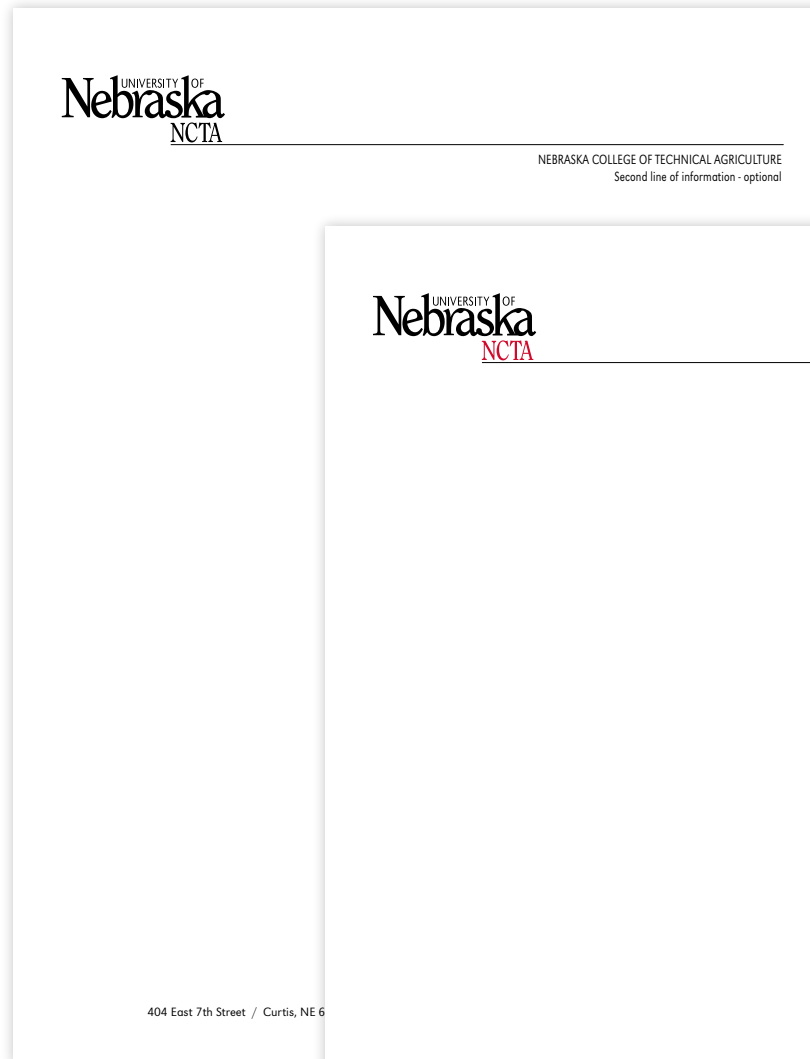 UNIVERSITY OF
Nebraska
NCTA
NEBRASKA COLLEGE OF TECHNICAL AGRICULTURE
Second line of information - optional
UNIVERSITY OF
Nebraska
NCTA
404 East 7th Street / Curtis, NE 6